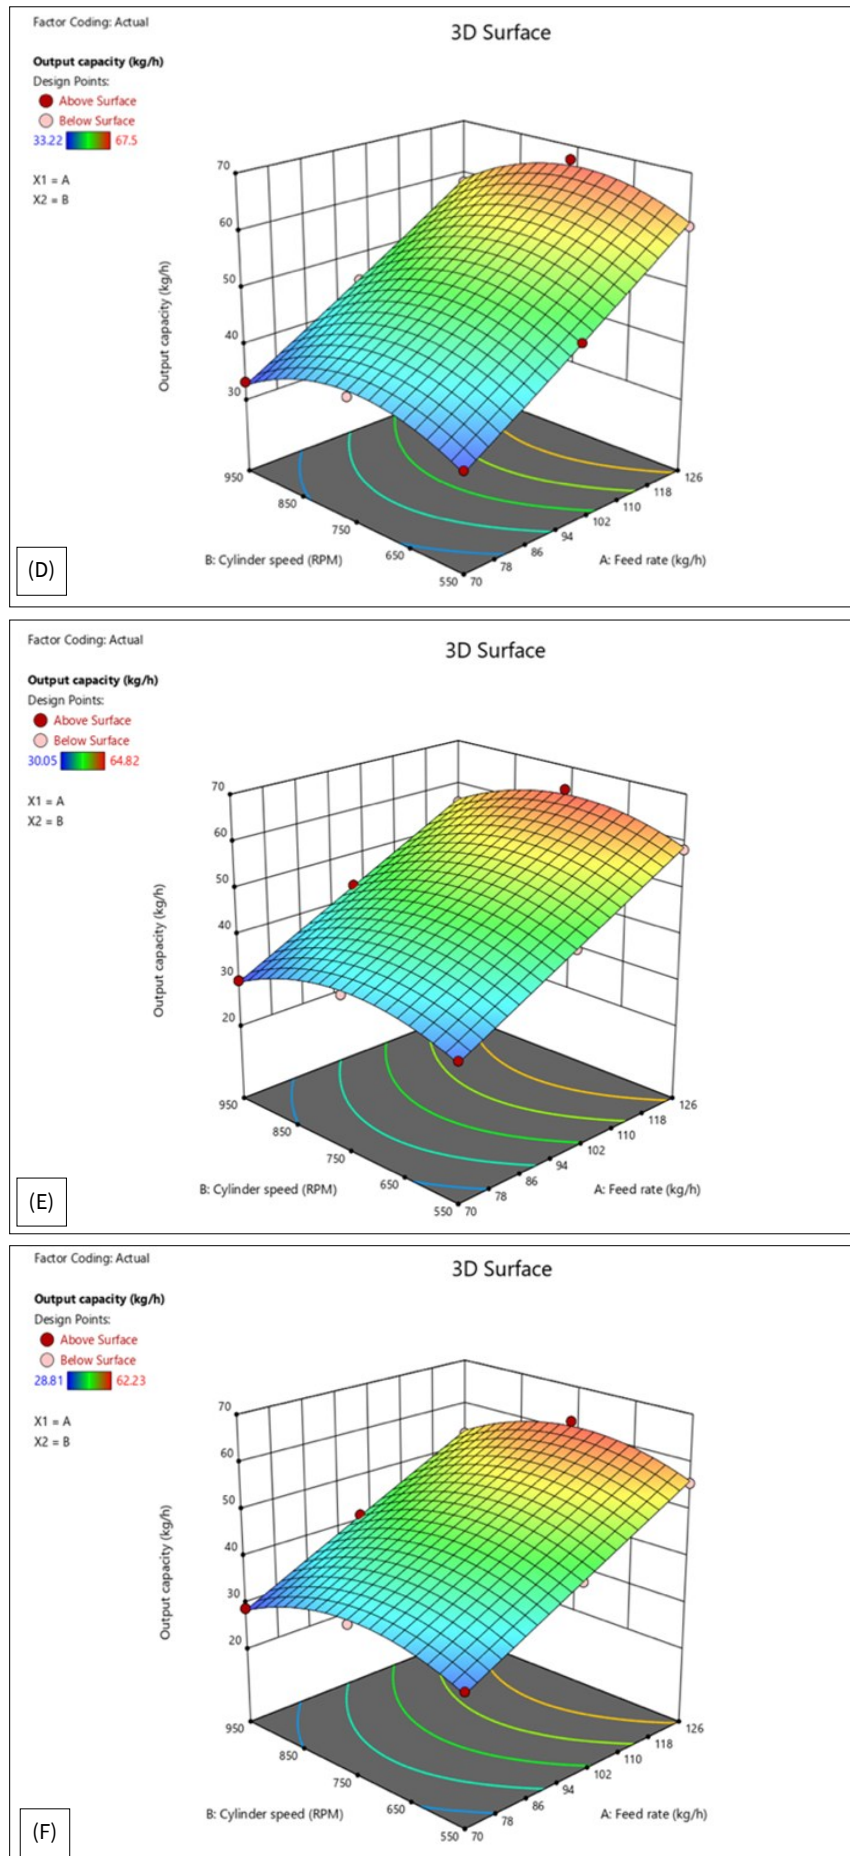 Factor Coding: Actual
3D Surface
Output capacity (kg/h)
Design Points:
Above Surface
Below Surface
33.22 67.5
X1 = A
X2 = B
70
60
50
40
30
Output capacity (kg/h)
950
850
750
650
550
B: Cylinder speed (RPM)
70
78
86
94
102
110
118
126
A: Feed rate (kg/h)
(D)
Factor Coding: Actual
3D Surface
Output capacity (kg/h)
Design Points:
Above Surface
Below Surface
30.05 64.82
X1 = A
X2 = B
70
60
50
40
30
20
Output capacity (kg/h)
950
850
750
650
550
B: Cylinder speed (RPM)
70
78
86
94
102
110
118
126
A: Feed rate (kg/h)
(E)
Factor Coding: Actual
3D Surface
Output capacity (kg/h)
Design Points:
Above Surface
Below Surface
28.81 62.23
X1 = A
X2 = B
70
60
50
40
30
20
Output capacity (kg/h)
950
850
750
650
550
B: Cylinder speed (RPM)
70
78
86
94
102
110
118
126
A: Feed rate (kg/h)
(F)